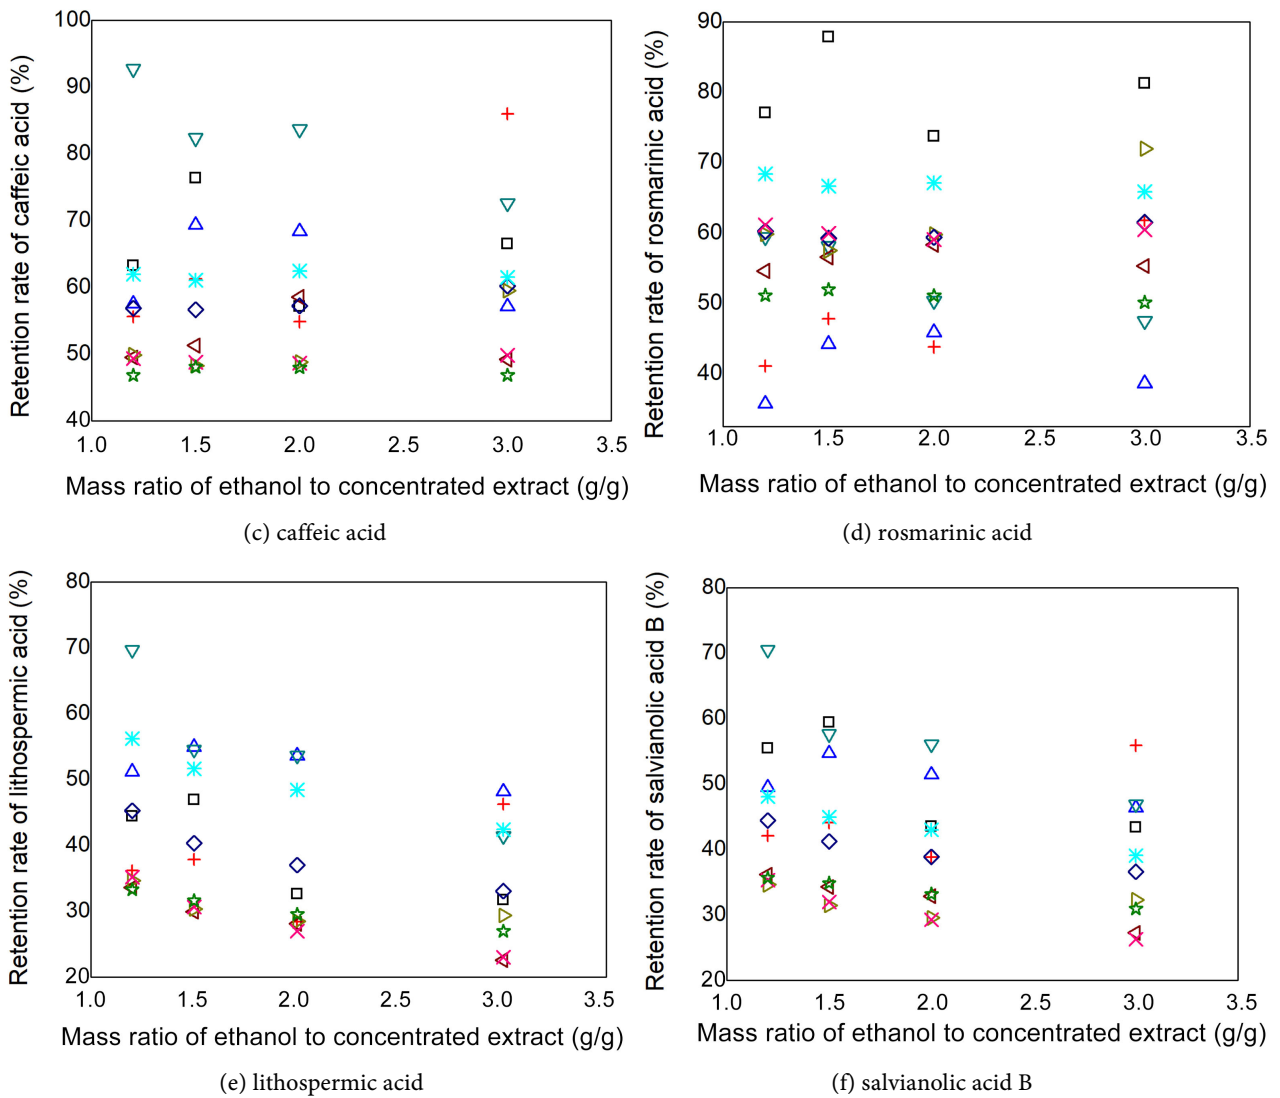 Retention rate of caffeic acid (%)
100
90
80
70
60
50
40
1.0 1.5 2.0 2.5 3.0 3.5
Mass ratio of ethanol to concentrated extract (g/g)
(c) caffeic acid
Retention rate of rosmarinic acid (%)
90
80
70
60
50
40
1.0 1.5 2.0 2.5 3.0 3.5
Mass ratio of ethanol to concentrated extract (g/g)
(d) rosmarinic acid
Retention rate of lithospermic acid (%)
80
70
60
50
40
30
20
1.0 1.5 2.0 2.5 3.0 3.5
Mass ratio of ethanol to concentrated extract (g/g)
(e) lithospermic acid
Retention rate of salvianolic acid B (%)
80
70
60
50
40
30
20
1.0 1.5 2.0 2.5 3.0 3.5
Mass ratio of ethanol to concentrated extract (g/g)
(f) salvianolic acid B